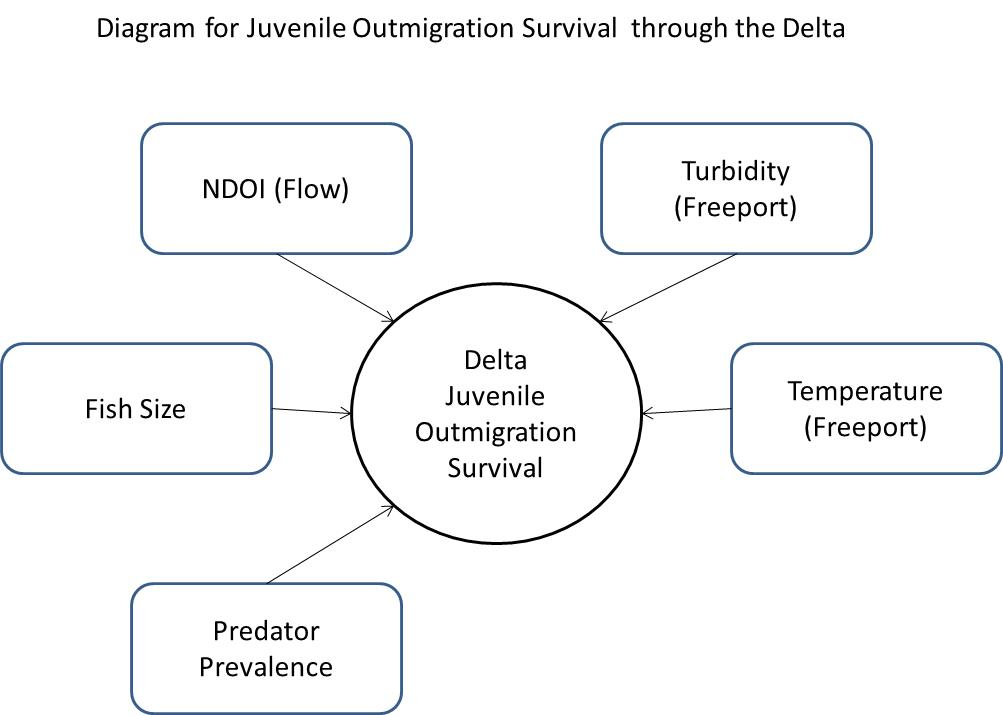 Diagram for Juvenile Outmigration Survival through the Delta
NDOI (Flow)
Turbidity
(Freeport)
Fish Size
Delta
Juvenile
Outmigration
Survival
Temperature
(Freeport)
Predator
Prevalence